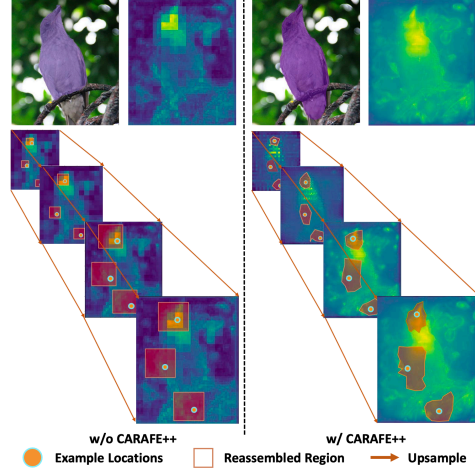 w/o CARAFE++
w/ CARAFE++
Example Locations
Reassembled Region
Upsample